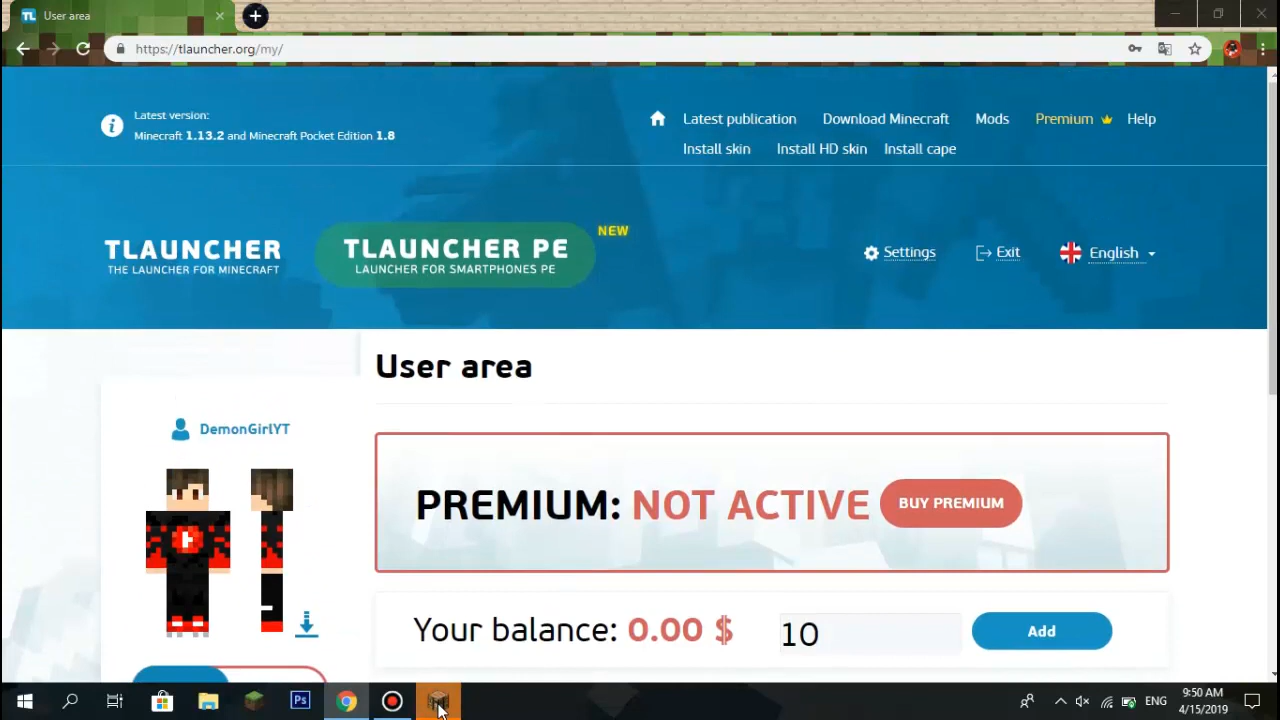 User area
https://tlauncher.org/my/
Latest version:
Minecraft 1.13.2 and Minecraft Pocket Edition 1.8
Latest publication Download Minecraft Mods Premium Help
Install skin Install HD skin Install cape
TLAUNCHER
THE LAUNCHER FOR MINECRAFT
TLAUNCHER PE
LAUNCHER FOR SMARTPHONES PE
NEW
Settings Exit English
User area
DemonGirlYT
PREMIUM: NOT ACTIVE BUY PREMIUM
Your balance: 0.00 $ 10 Add
Ps
ENG
9:50 AM
4/15/2019